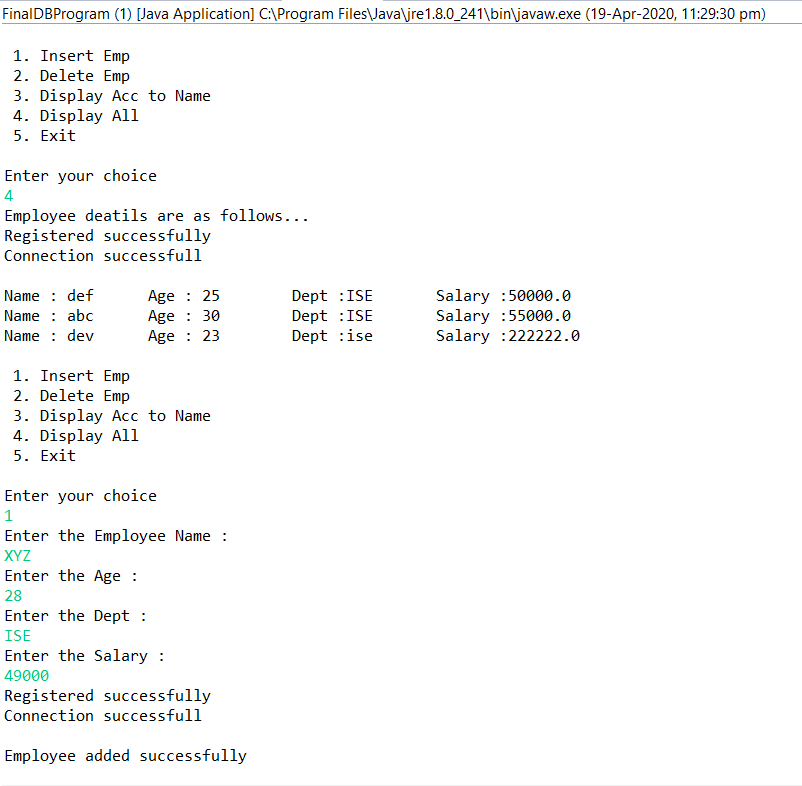 FinalDBProgram (1) [Java Application] C:\Program Files\Java\jre1.8.0_241\bin\javaw.exe (19-Apr-2020, 11:29:30 pm)
1. Insert Emp
2. Delete Emp
3. Display Acc to Name
4. Display All
5. Exit
Enter your choice
4
Employee deatils are as follows...
Registered successfully
Connection successfull
Name : def      Age : 25        Dept :ISE       Salary :50000.0
Name : abc      Age : 30        Dept :ISE       Salary :55000.0
Name : dev      Age : 23        Dept :ise       Salary :222222.0
1. Insert Emp
2. Delete Emp
3. Display Acc to Name
4. Display All
5. Exit
Enter your choice
1
Enter the Employee Name :
XYZ
Enter the Age :
28
Enter the Dept :
ISE
Enter the Salary :
49000
Registered successfully
Connection successfull
Employee added successfully